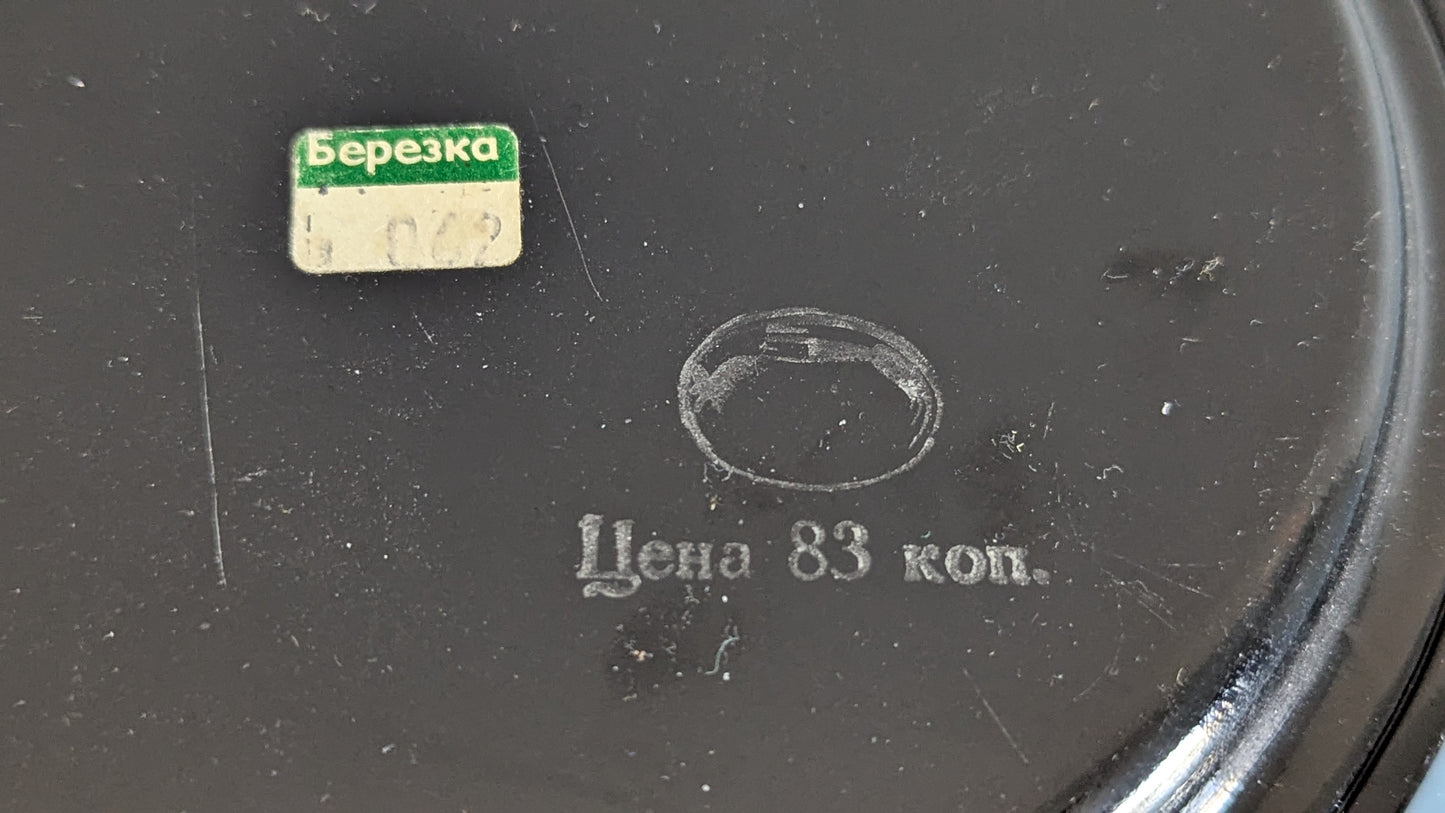 Березка
062
Цена 83 коп.